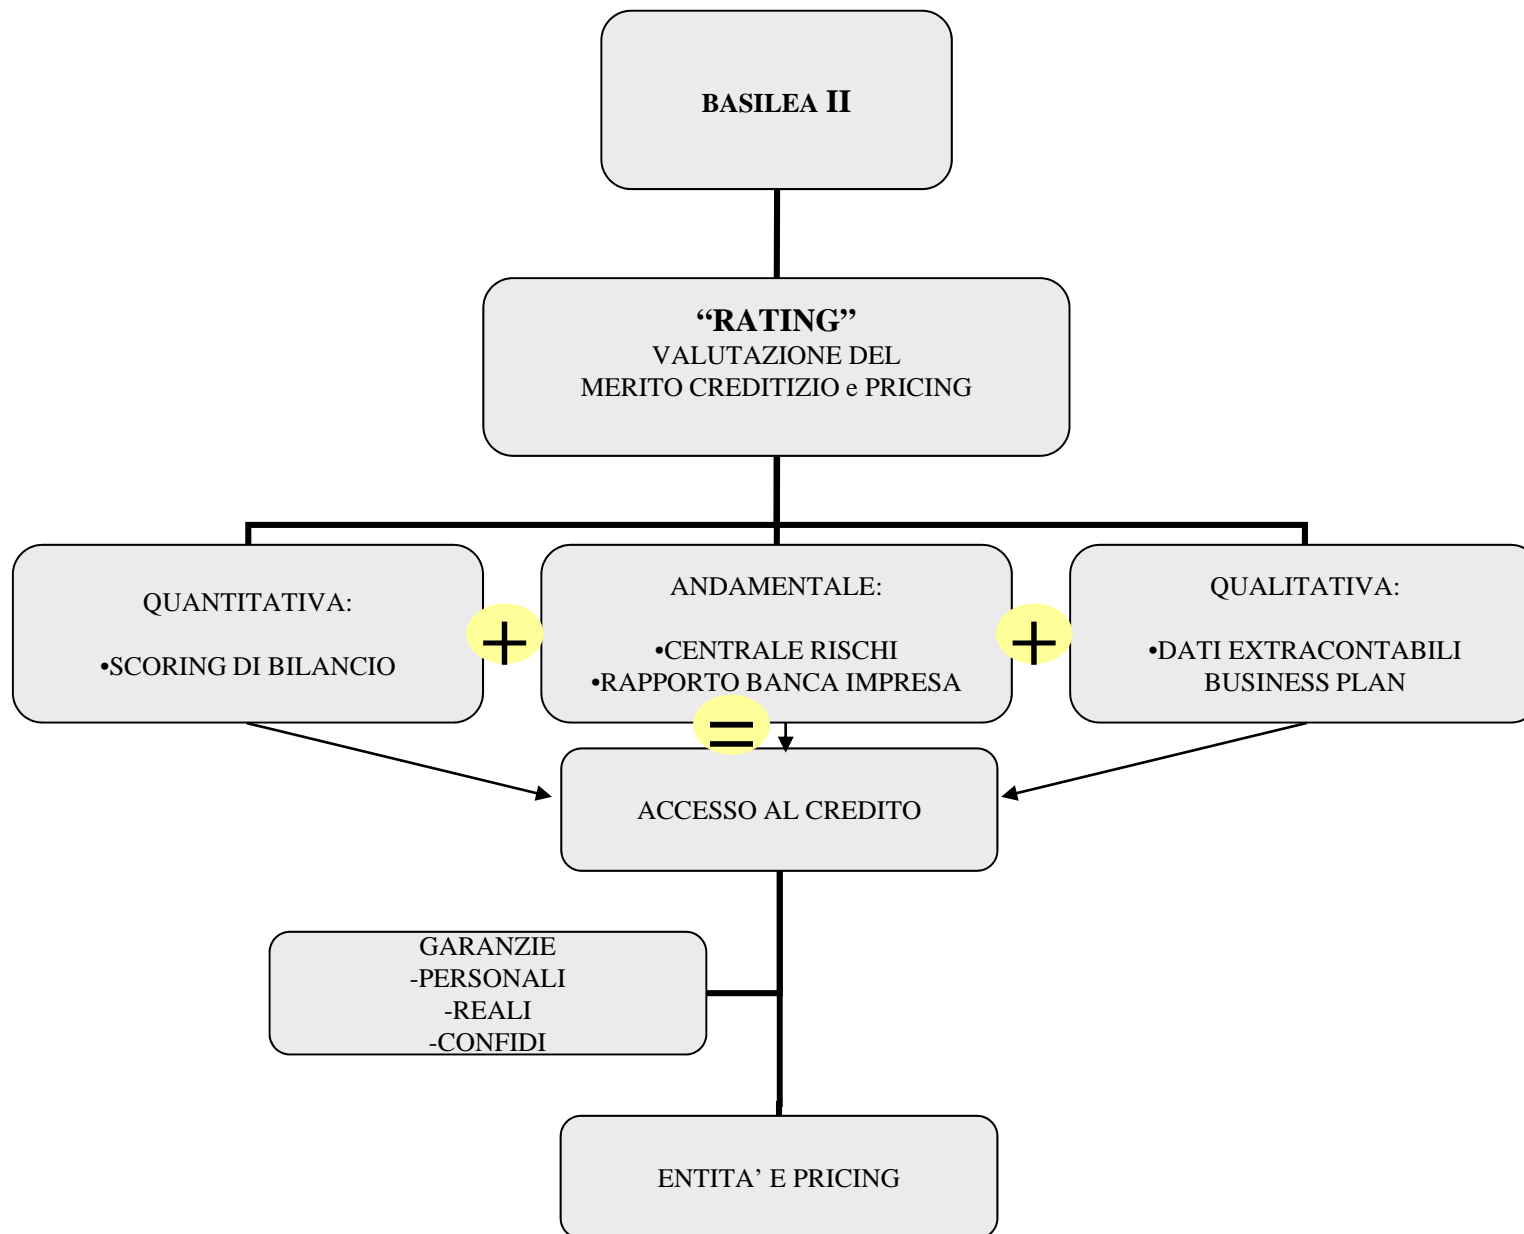 BASILEA II
“RATING”
VALUTAZIONE DEL
MERITO CREDITIZIO e PRICING
QUANTITATIVA:
•SCORING DI BILANCIO
+
ANDAMENTALE:
•CENTRALE RISCHI
•RAPPORTO BANCA IMPRESA
+
QUALITATIVA:
•DATI EXTRACONTABILI
BUSINESS PLAN
=
ACCESSO AL CREDITO
GARANZIE
-PERSONALI
-REALI
-CONFIDI
ENTITA’ E PRICING